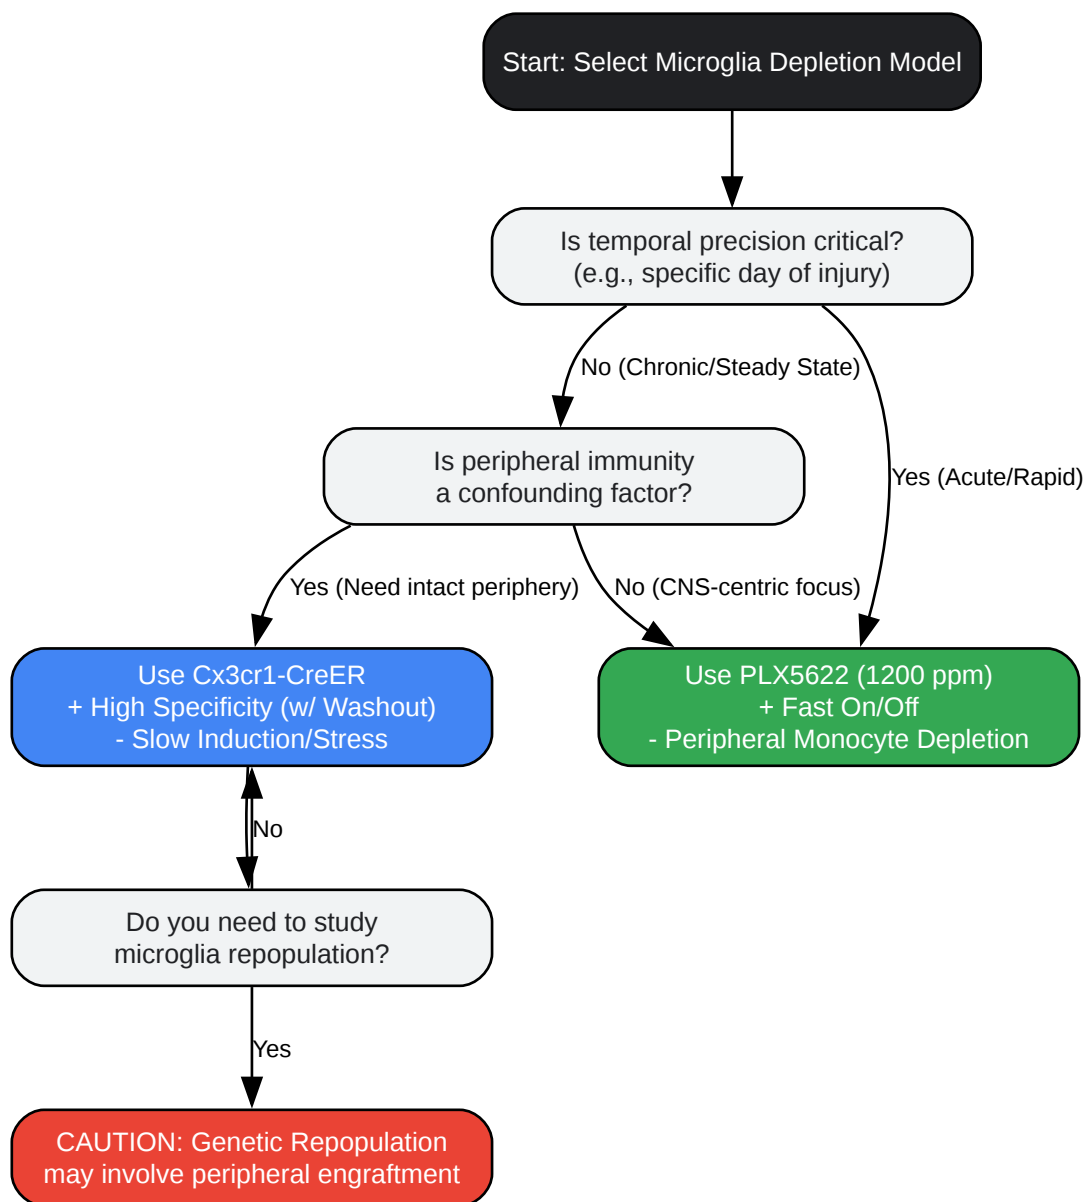 Start: Select Microglia Depletion Model
Is temporal precision critical?
(e.g., specific day of injury)
No (Chronic/Steady State)
Is peripheral immunity
a confounding factor?
Yes (Acute/Rapid)
Yes (Need intact periphery)
No (CNS-centric focus)
Use Cx3cr1-CreER
+ High Specificity (w/ Washout)
- Slow Induction/Stress
Use PLX5622 (1200 ppm)
+ Fast On/Off
- Peripheral Monocyte Depletion
No
Do you need to study
microglia repopulation?
Yes
CAUTION: Genetic Repopulation
may involve peripheral engraftment